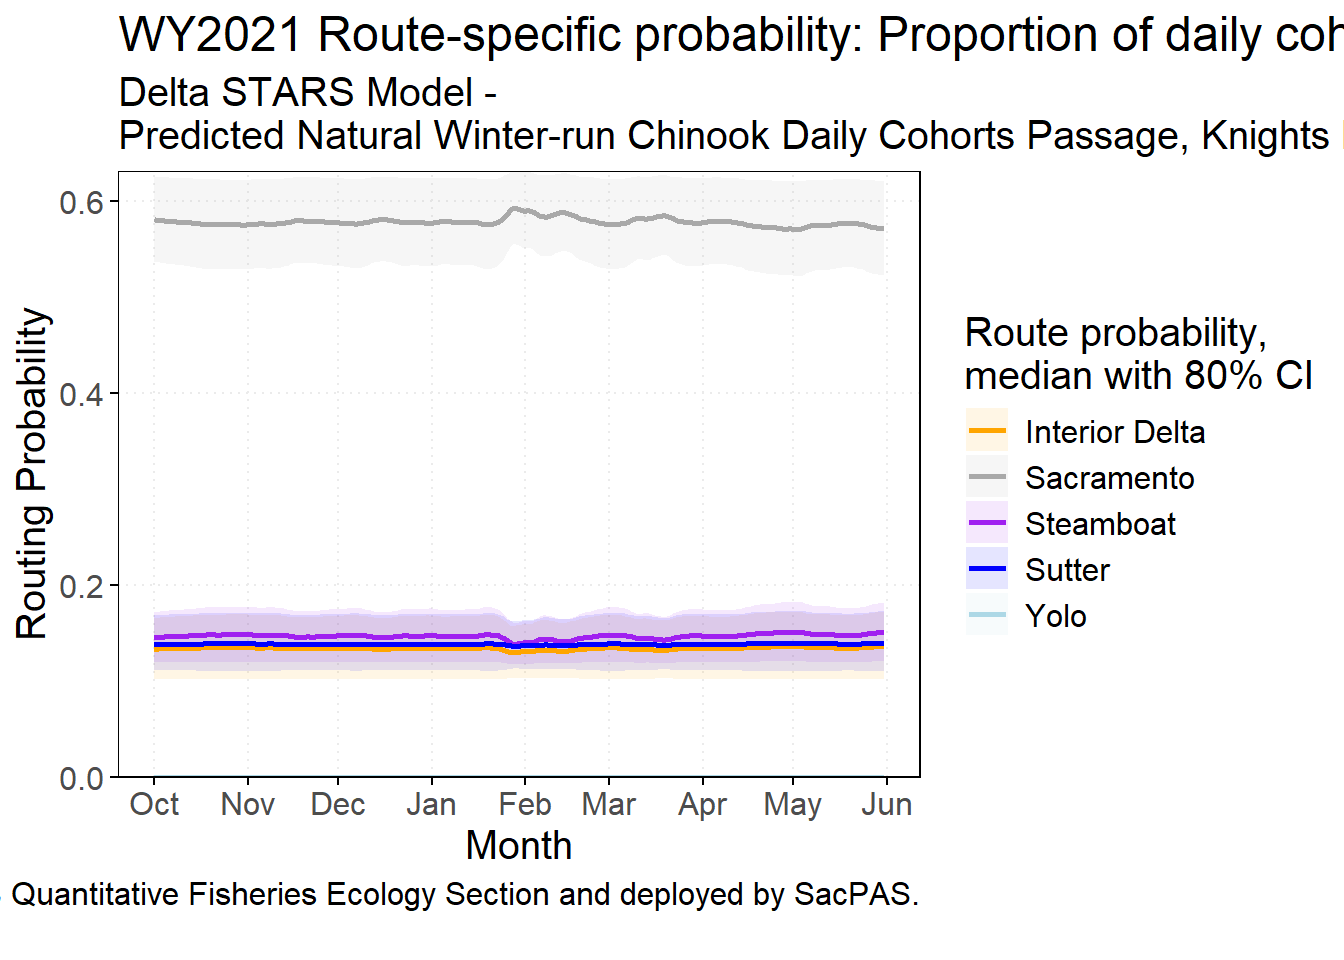 WY2021 Route-specific probability: Proportion of daily
Delta STARS Model -
Predicted Natural Winter-run Chinook Daily Cohorts Passage, Knights
Routing Probability
0.6
0.4
0.2
0.0
Oct Nov Dec Jan Feb Mar Apr May Jun
Month
Route probability,
median with 80% CI
Interior Delta
Sacramento
Steamboat
Sutter
Yolo
Quantitative Fisheries Ecology Section and deployed by SacPAS.